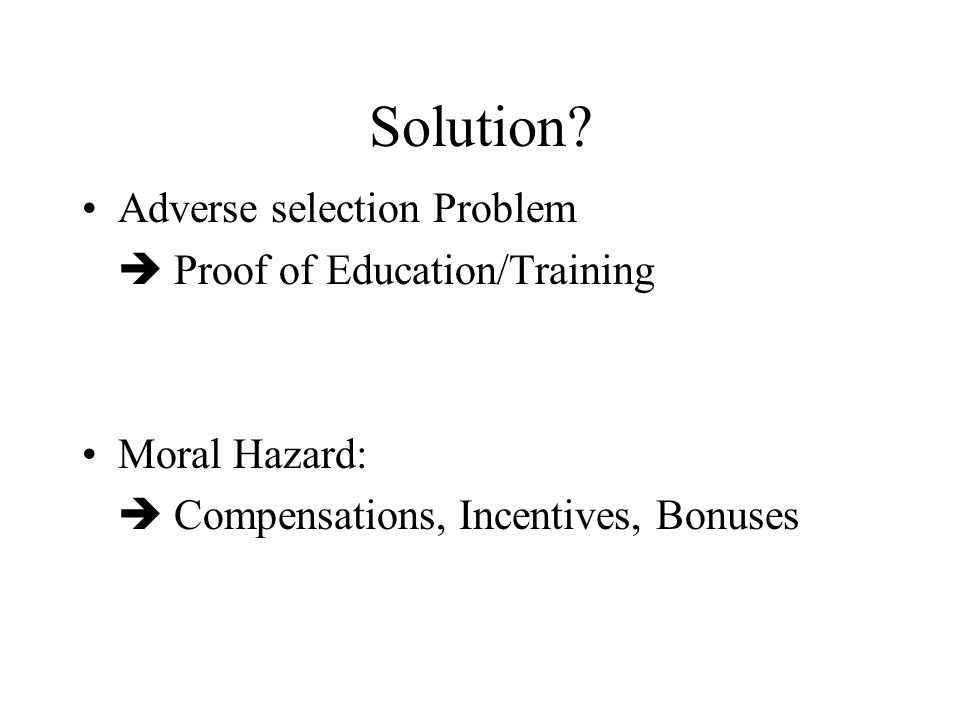 Solution?
• Adverse selection Problem
➔ Proof of Education/Training
• Moral Hazard:
➔ Compensations, Incentives, Bonuses